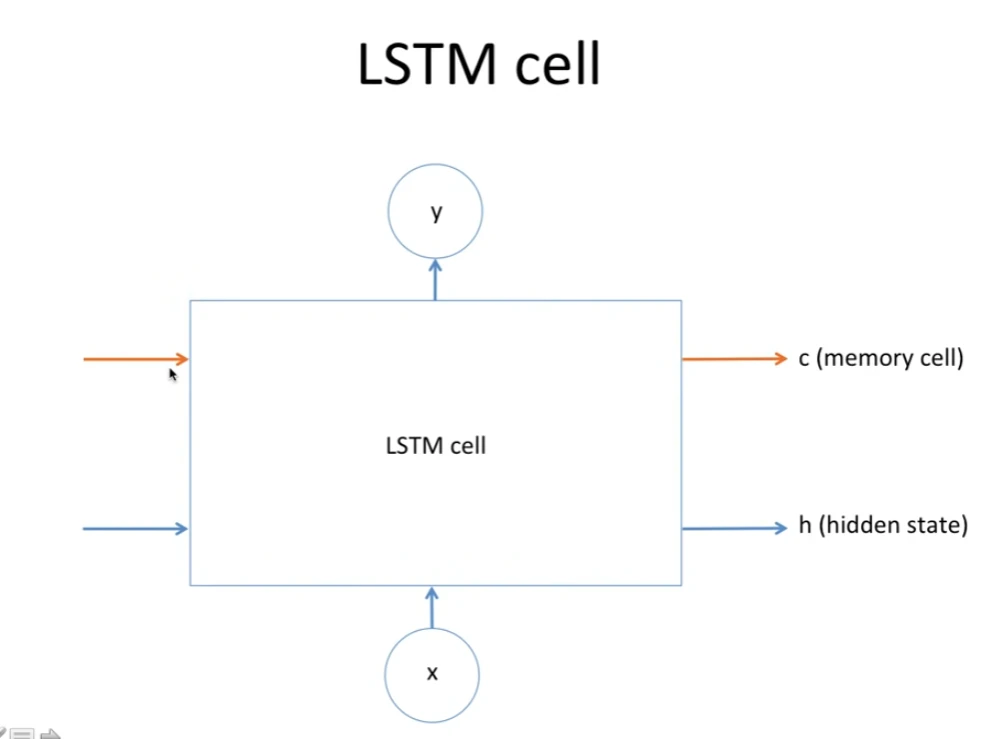 LSTM cell
y
c (memory cell)
LSTM cell
h (hidden state)
x